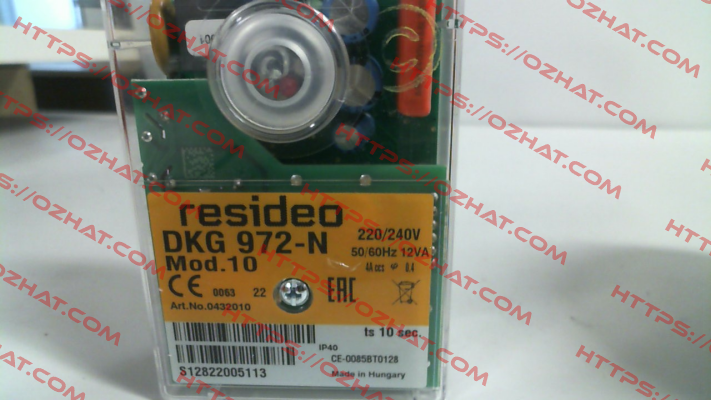 HTTPS://OZHAT.COM
resideo
DKG 972-N
Mod.10
220/240V
50/60Hz 12VA
CE 0063 22
EAC
Art.No.0432010
ts 10 sec.
IP40
CE-0085BT0128
S12822005113
Made in Hungary